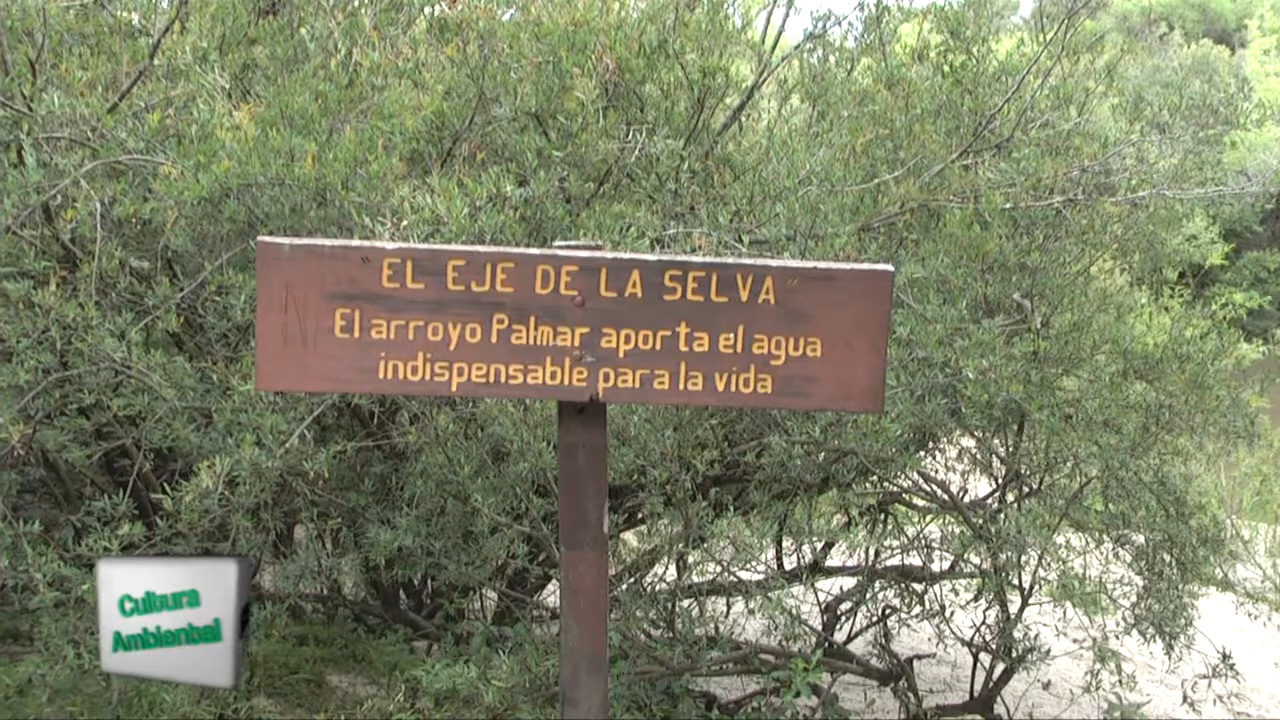 "EL EJE DE LA SELVA"
El arroyo Palmar aporta el agua
indispensable para la vida
Cultura
Ambiental